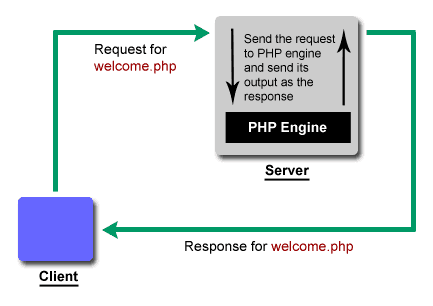 Request for
welcome.php
Send the request
to PHP engine
and send its
output as the
response
PHP Engine
Server
Response for welcome.php
Client